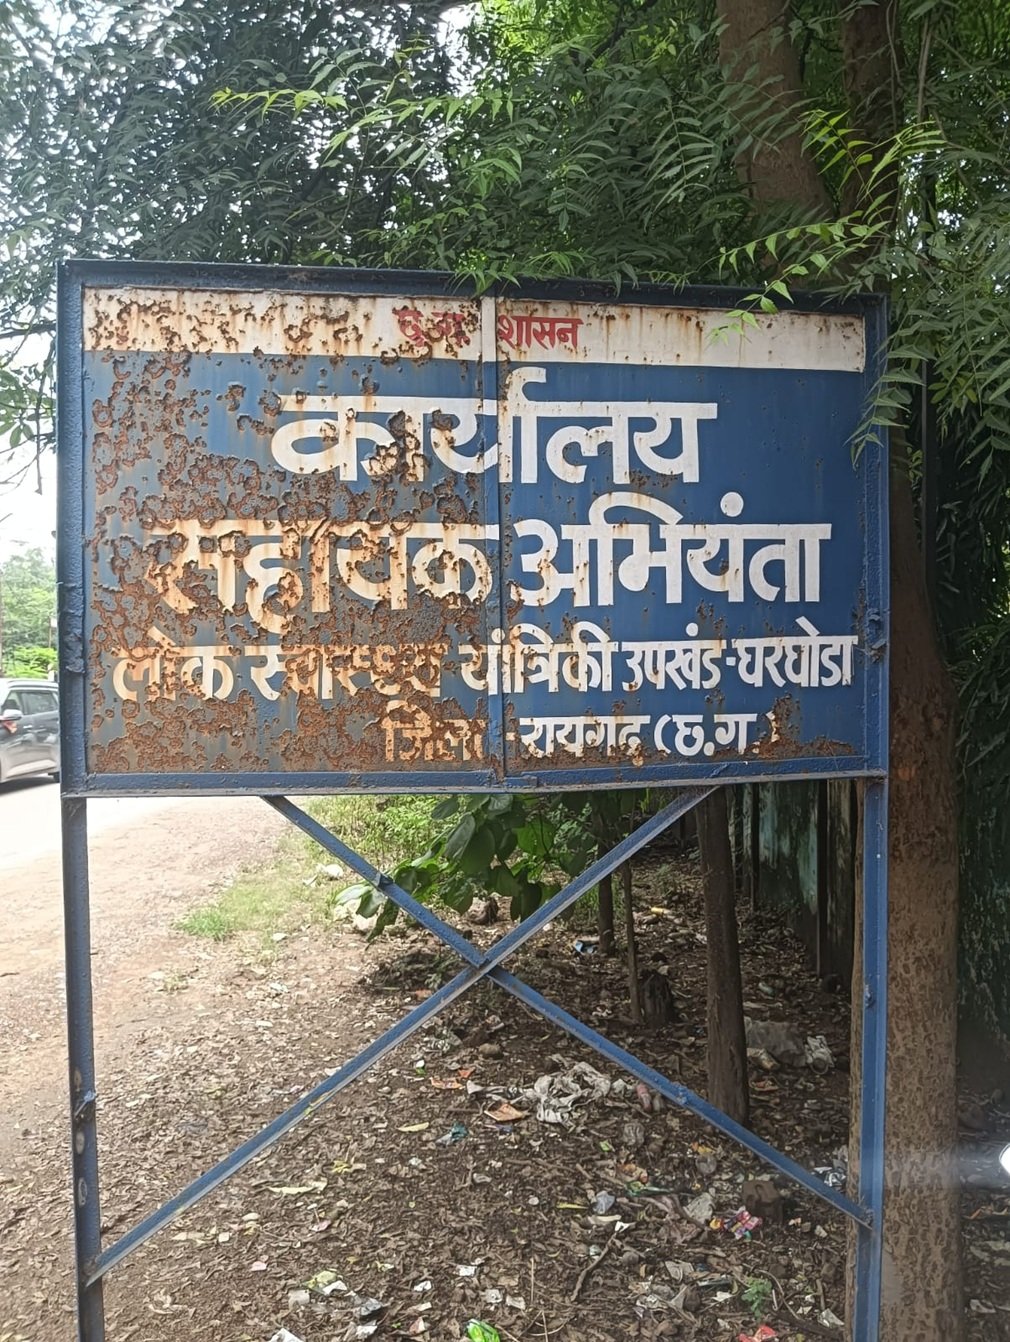 छ.ग. शासन
कार्यालय
सहायक अभियंता
लोक स्वास्थ्य यांत्रिकी उपखंड-घरघोडा
जिला-रायगढ़ (छ.ग.)